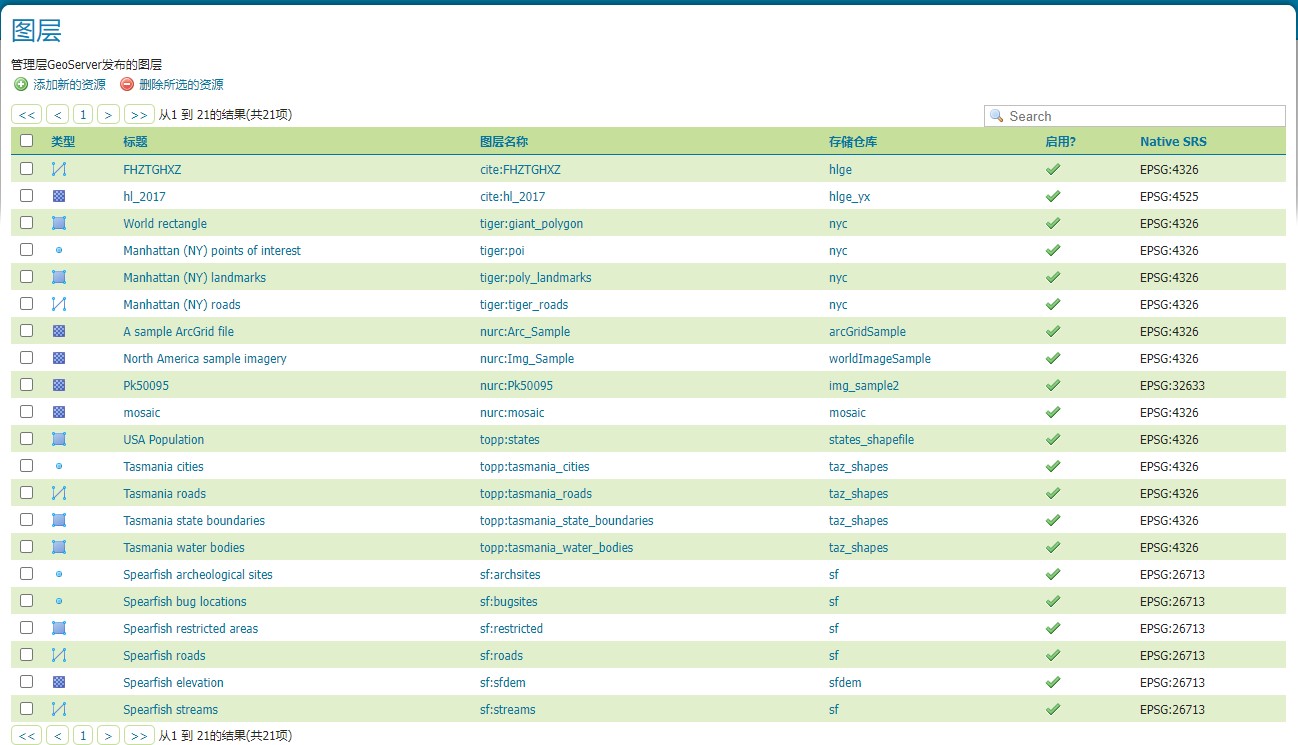 图层
管理层GeoServer发布的图层
添加新的资源 删除所选的资源
<< < 1 > >> 从1 到 21的结果(共21项) Search
类型 标题 图层名称 存储仓库 启用? Native SRS
FHZTGHXZ cite:FHZTGHXZ hlge EPSG:4326
hl_2017 cite:hl_2017 hlge_yx EPSG:4525
World rectangle tiger:giant_polygon nyc EPSG:4326
Manhattan (NY) points of interest tiger:poi nyc EPSG:4326
Manhattan (NY) landmarks tiger:poly_landmarks nyc EPSG:4326
Manhattan (NY) roads tiger:tiger_roads nyc EPSG:4326
A sample ArcGrid file nurc:Arc_Sample arcGridSample EPSG:4326
North America sample imagery nurc:Img_Sample worldImageSample EPSG:4326
Pk50095 nurc:Pk50095 img_sample2 EPSG:32633
mosaic nurc:mosaic mosaic EPSG:4326
USA Population topp:states states_shapefile EPSG:4326
Tasmania cities topp:tasmania_cities taz_shapes EPSG:4326
Tasmania roads topp:tasmania_roads taz_shapes EPSG:4326
Tasmania state boundaries topp:tasmania_state_boundaries taz_shapes EPSG:4326
Tasmania water bodies topp:tasmania_water_bodies taz_shapes EPSG:4326
Spearfish archeological sites sf:archsites sf EPSG:26713
Spearfish bug locations sf:bugsites sf EPSG:26713
Spearfish restricted areas sf:restricted sf EPSG:26713
Spearfish roads sf:roads sf EPSG:26713
Spearfish elevation sf:sfdem sfdem EPSG:26713
Spearfish streams sf:streams sf EPSG:26713
<< < 1 > >> 从1 到 21的结果(共21项)